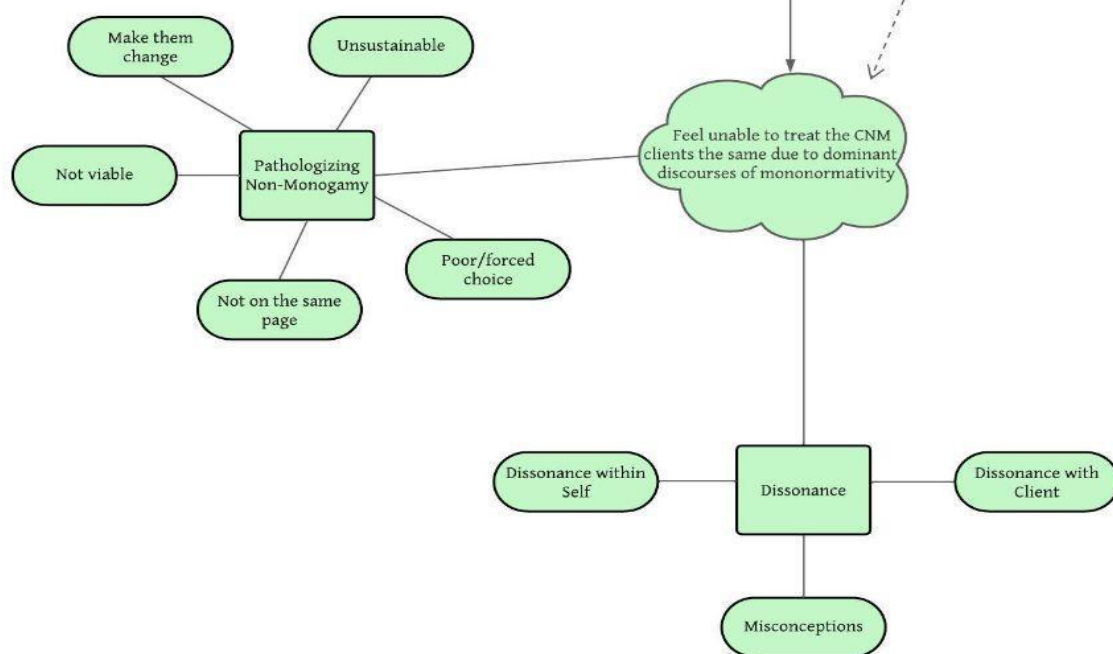 Make them
change
Unsustainable
Feel unable to treat the CNM
clients the same due to dominant
discourses of mononormativity
Pathologizing
Non-Monogamy
Not viable
Poor/forced
choice
Not on the same
page
Dissonance within
Self
Dissonance
Dissonance with
Client
Misconceptions